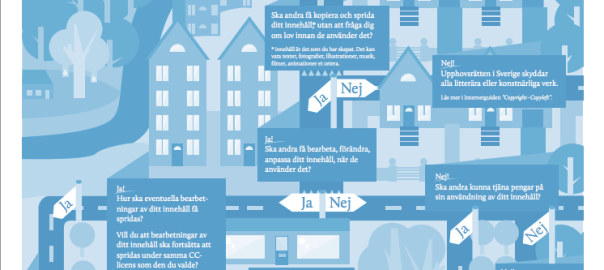 Ska andra få kopiera och sprida
ditt innehåll,* utan att fråga dig
om lov innan de använder det?
* Innehåll är det som du har skapat. Det kan
vara texter, fotografier, illustrationer, musik,
filmer, animationer et cetera.
Ja
Nej
Nej!
Upphovsrätten i Sverige skyddar
alla litterära eller konstnärliga verk.
Läs mer i Internetguiden "Copyright–Copyleft".
Ja!
Ska andra få bearbeta, förändra,
anpassa ditt innehåll, när de
använder det?
Ja
Nej
Nej!
Ska andra kunna tjäna pengar på
sin användning av ditt innehåll?
Ja
Nej
Ja
Ja!
Hur ska eventuella bearbet-
ningar av ditt innehåll få
spridas?
Vill du att bearbetningar av
ditt innehåll ska fortsätta att
spridas under samma CC-
licens som den du valde?